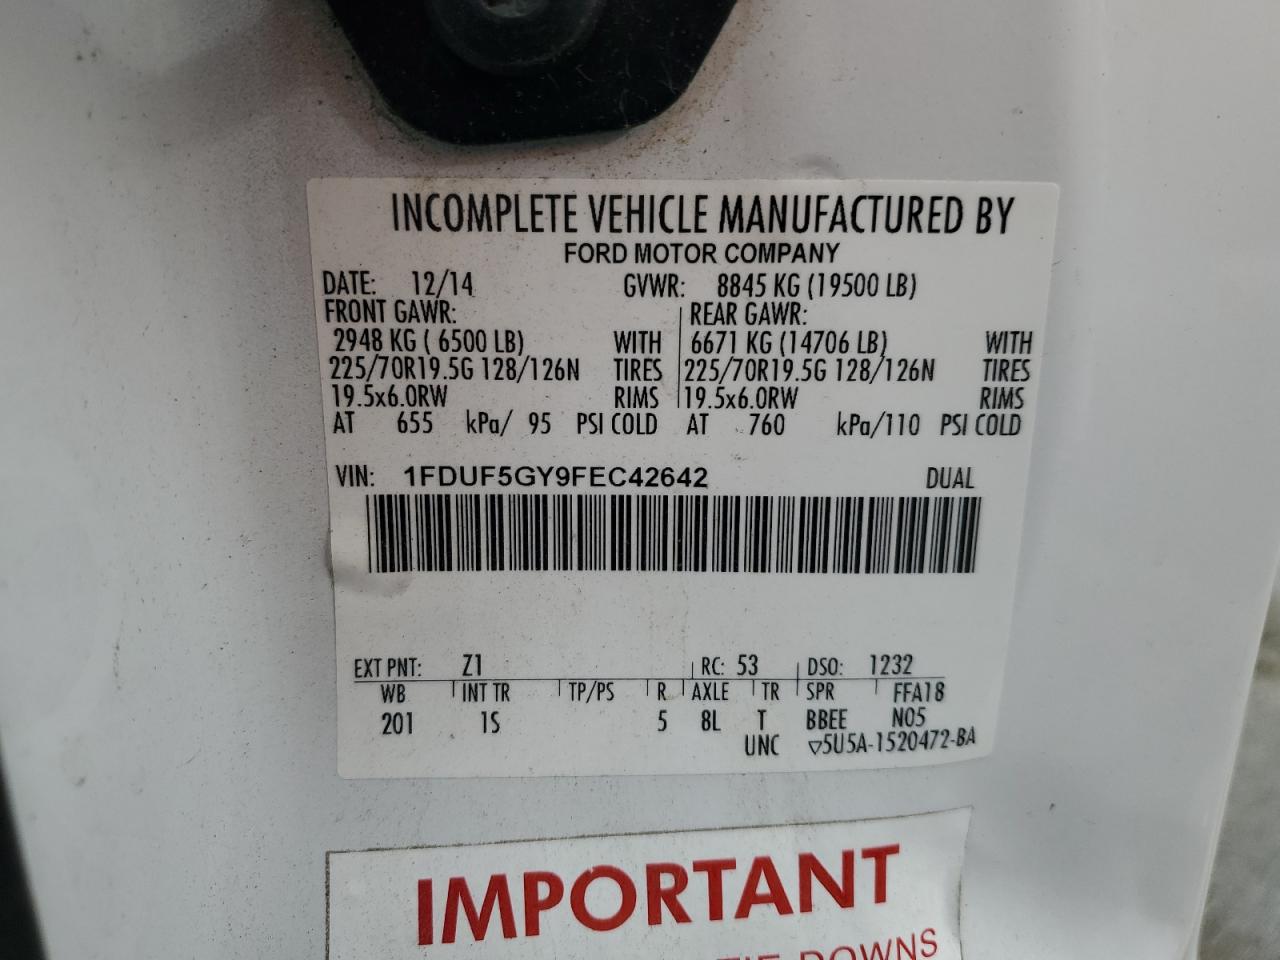 INCOMPLETE VEHICLE MANUFACTURED BY
FORD MOTOR COMPANY
DATE: 12/14 GVWR: 8845 KG (19500 LB)
FRONT GAWR: REAR GAWR:
2948 KG ( 6500 LB) WITH 6671 KG (14706 LB) WITH
225/70R19.5G 128/126N TIRES 225/70R19.5G 128/126N TIRES
19.5x6.0RW RIMS 19.5x6.0RW RIMS
AT 655 kPa/ 95 PSI COLD AT 760 kPa/110 PSI COLD
VIN: 1FDUF5GY9FEC42642 DUAL
EXT PNT: Z1 RC: 53 DSO: 1232
WB INT TR TP/PS R AXLE TR SPR FFA18
201 1S 5 8L T BBEE N05
UNC ▽5U5A-1520472-BA
IMPORTANT
TIE DOWNS